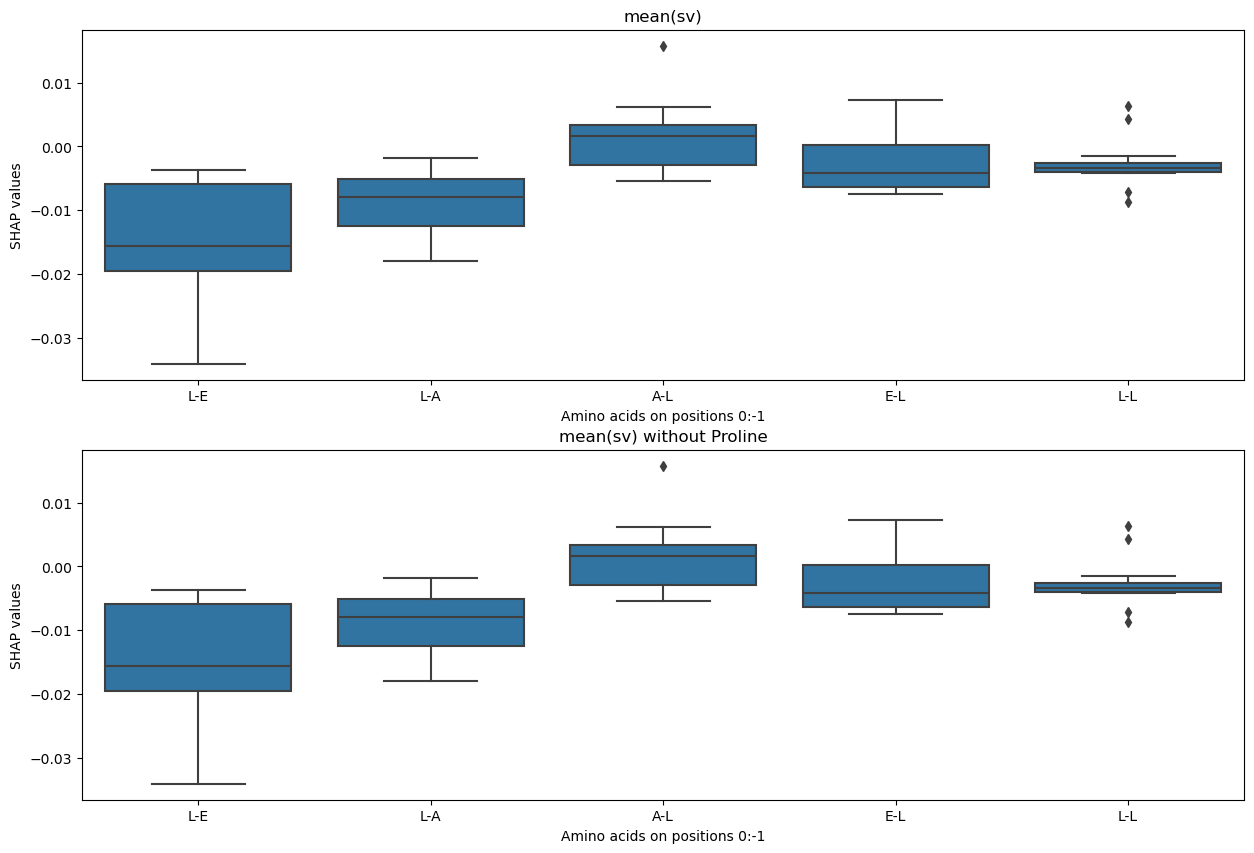 mean(sv)
0.01
0.00
−0.01
−0.02
−0.03
SHAP values
L-E L-A A-L E-L L-L
Amino acids on positions 0:-1
mean(sv) without Proline
0.01
0.00
−0.01
−0.02
−0.03
SHAP values
L-E L-A A-L E-L L-L
Amino acids on positions 0:-1